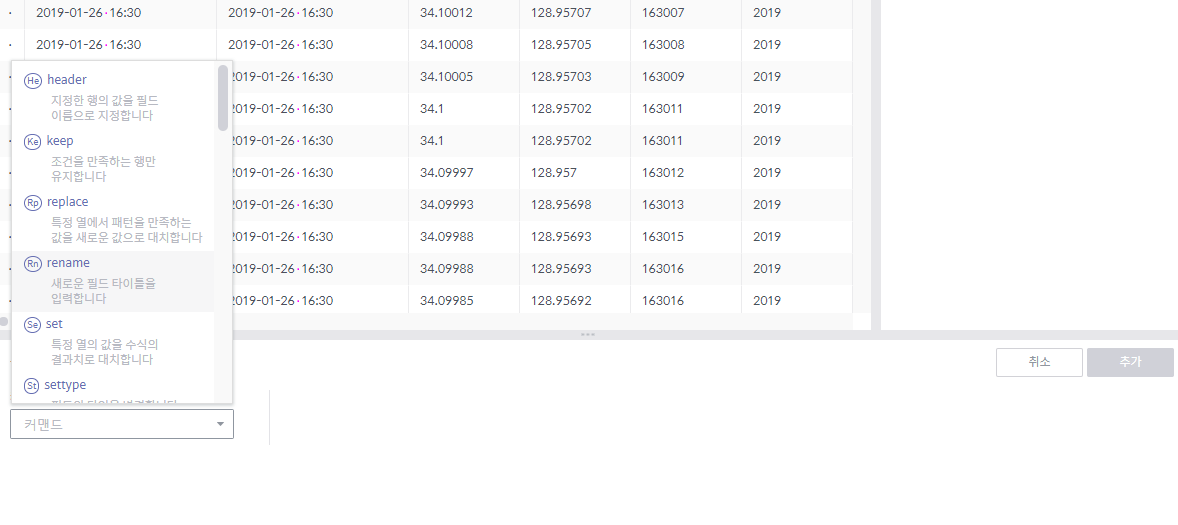 2019-01-26·16:30 2019-01-26·16:30 34.10012 128.95707 163007 2019
2019-01-26·16:30 2019-01-26·16:30 34.10008 128.95705 163008 2019
2019-01-26·16:30 34.10005 128.95703 163009 2019
2019-01-26·16:30 34.1 128.95702 163011 2019
2019-01-26·16:30 34.1 128.95702 163011 2019
2019-01-26·16:30 34.09997 128.957 163012 2019
2019-01-26·16:30 34.09993 128.95698 163013 2019
2019-01-26·16:30 34.09988 128.95693 163015 2019
2019-01-26·16:30 34.09988 128.95693 163016 2019
2019-01-26·16:30 34.09985 128.95692 163016 2019
He header
지정한 행의 값을 필드
이름으로 지정합니다
Ke keep
조건을 만족하는 행만
유지합니다
Rp replace
특정 열에서 패턴을 만족하는
값을 새로운 값으로 대치합니다
Rn rename
새로운 필드 타이틀을
입력합니다
Se set
특정 열의 값을 수식의
결과치로 대치합니다
St settype
커맨드
취소 추가